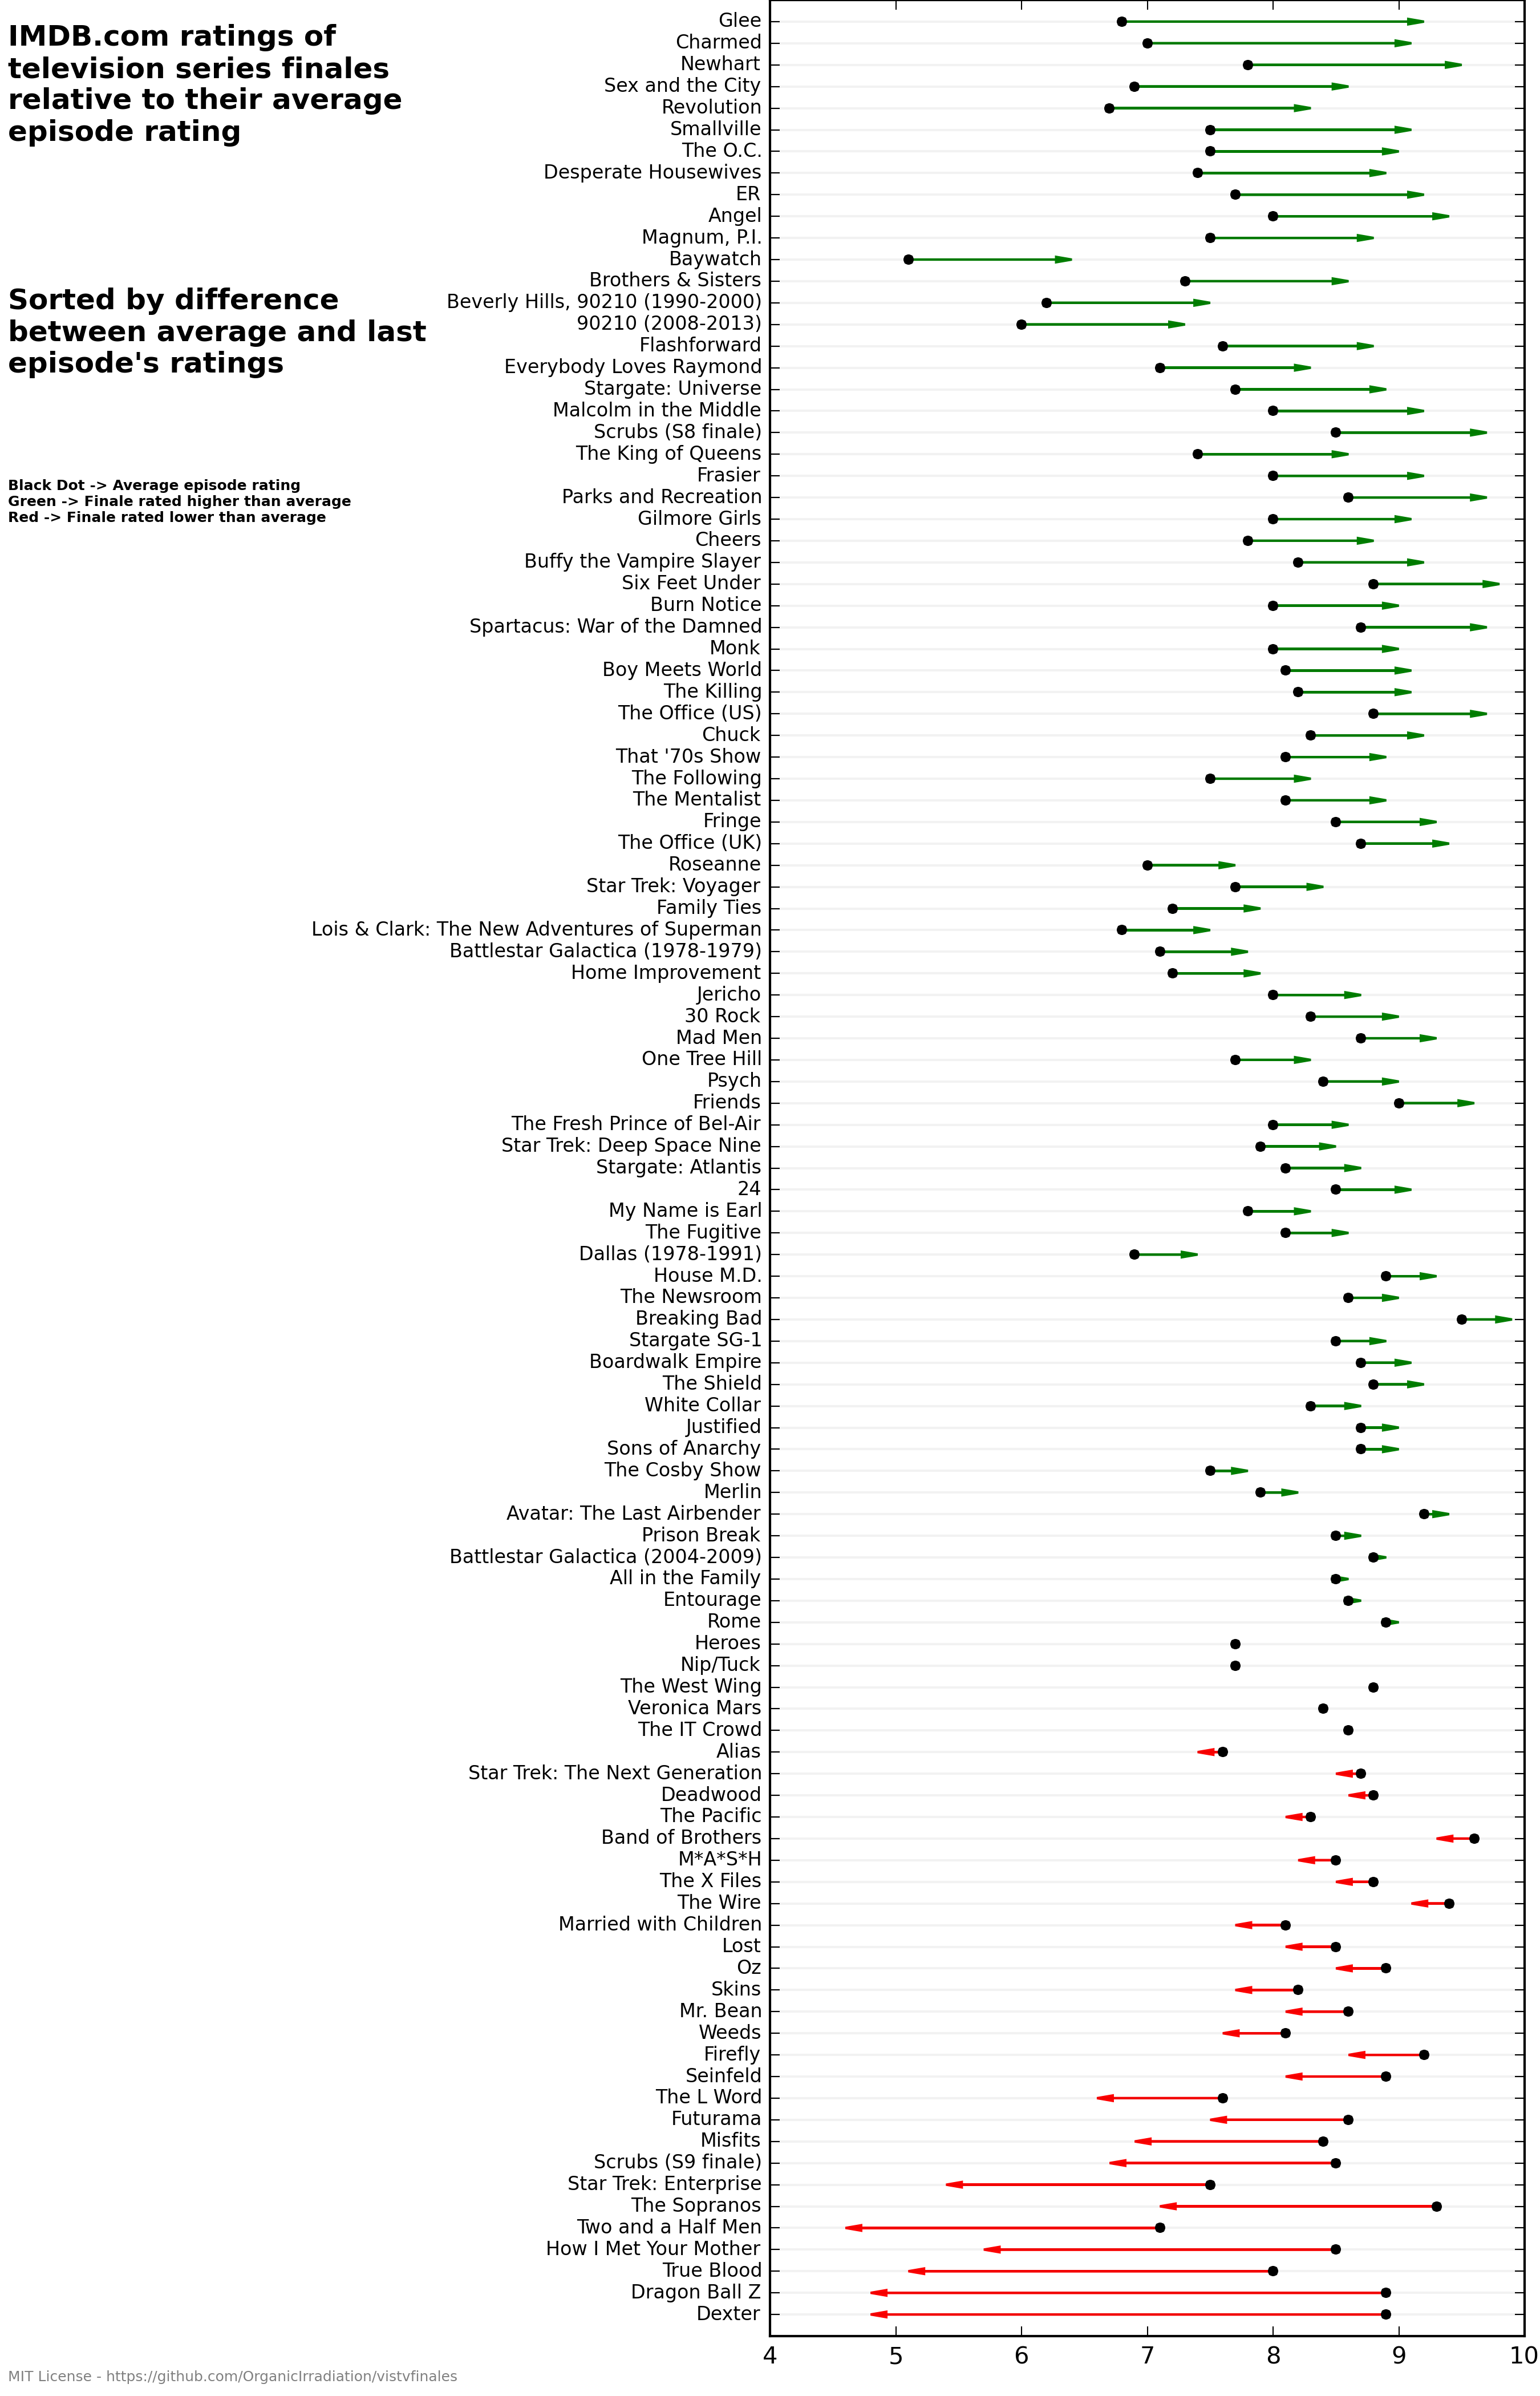 IMDB.com ratings of
television series finales
relative to their average
episode rating
Sorted by difference
between average and last
episode's ratings
Black Dot -> Average episode rating
Green -> Finale rated higher than average
Red -> Finale rated lower than average
Glee
Charmed
Newhart
Sex and the City
Revolution
Smallville
The O.C.
Desperate Housewives
ER
Angel
Magnum, P.I.
Baywatch
Brothers & Sisters
Beverly Hills, 90210 (1990-2000)
90210 (2008-2013)
Flashforward
Everybody Loves Raymond
Stargate: Universe
Malcolm in the Middle
Scrubs (S8 finale)
The King of Queens
Frasier
Parks and Recreation
Gilmore Girls
Cheers
Buffy the Vampire Slayer
Six Feet Under
Burn Notice
Spartacus: War of the Damned
Monk
Boy Meets World
The Killing
The Office (US)
Chuck
That '70s Show
The Following
The Mentalist
Fringe
The Office (UK)
Roseanne
Star Trek: Voyager
Family Ties
Lois & Clark: The New Adventures of Superman
Battlestar Galactica (1978-1979)
Home Improvement
Jericho
30 Rock
Mad Men
One Tree Hill
Psych
Friends
The Fresh Prince of Bel-Air
Star Trek: Deep Space Nine
Stargate: Atlantis
24
My Name is Earl
The Fugitive
Dallas (1978-1991)
House M.D.
The Newsroom
Breaking Bad
Stargate SG-1
Boardwalk Empire
The Shield
White Collar
Justified
Sons of Anarchy
The Cosby Show
Merlin
Avatar: The Last Airbender
Prison Break
Battlestar Galactica (2004-2009)
All in the Family
Entourage
Rome
Heroes
Nip/Tuck
The West Wing
Veronica Mars
The IT Crowd
Alias
Star Trek: The Next Generation
Deadwood
The Pacific
Band of Brothers
M*A*S*H
The X Files
The Wire
Married with Children
Lost
Oz
Skins
Mr. Bean
Weeds
Firefly
Seinfeld
The L Word
Futurama
Misfits
Scrubs (S9 finale)
Star Trek: Enterprise
The Sopranos
Two and a Half Men
How I Met Your Mother
True Blood
Dragon Ball Z
Dexter
4 5 6 7 8 9 10
MIT License - https://github.com/OrganicIrradiation/vistvfinales